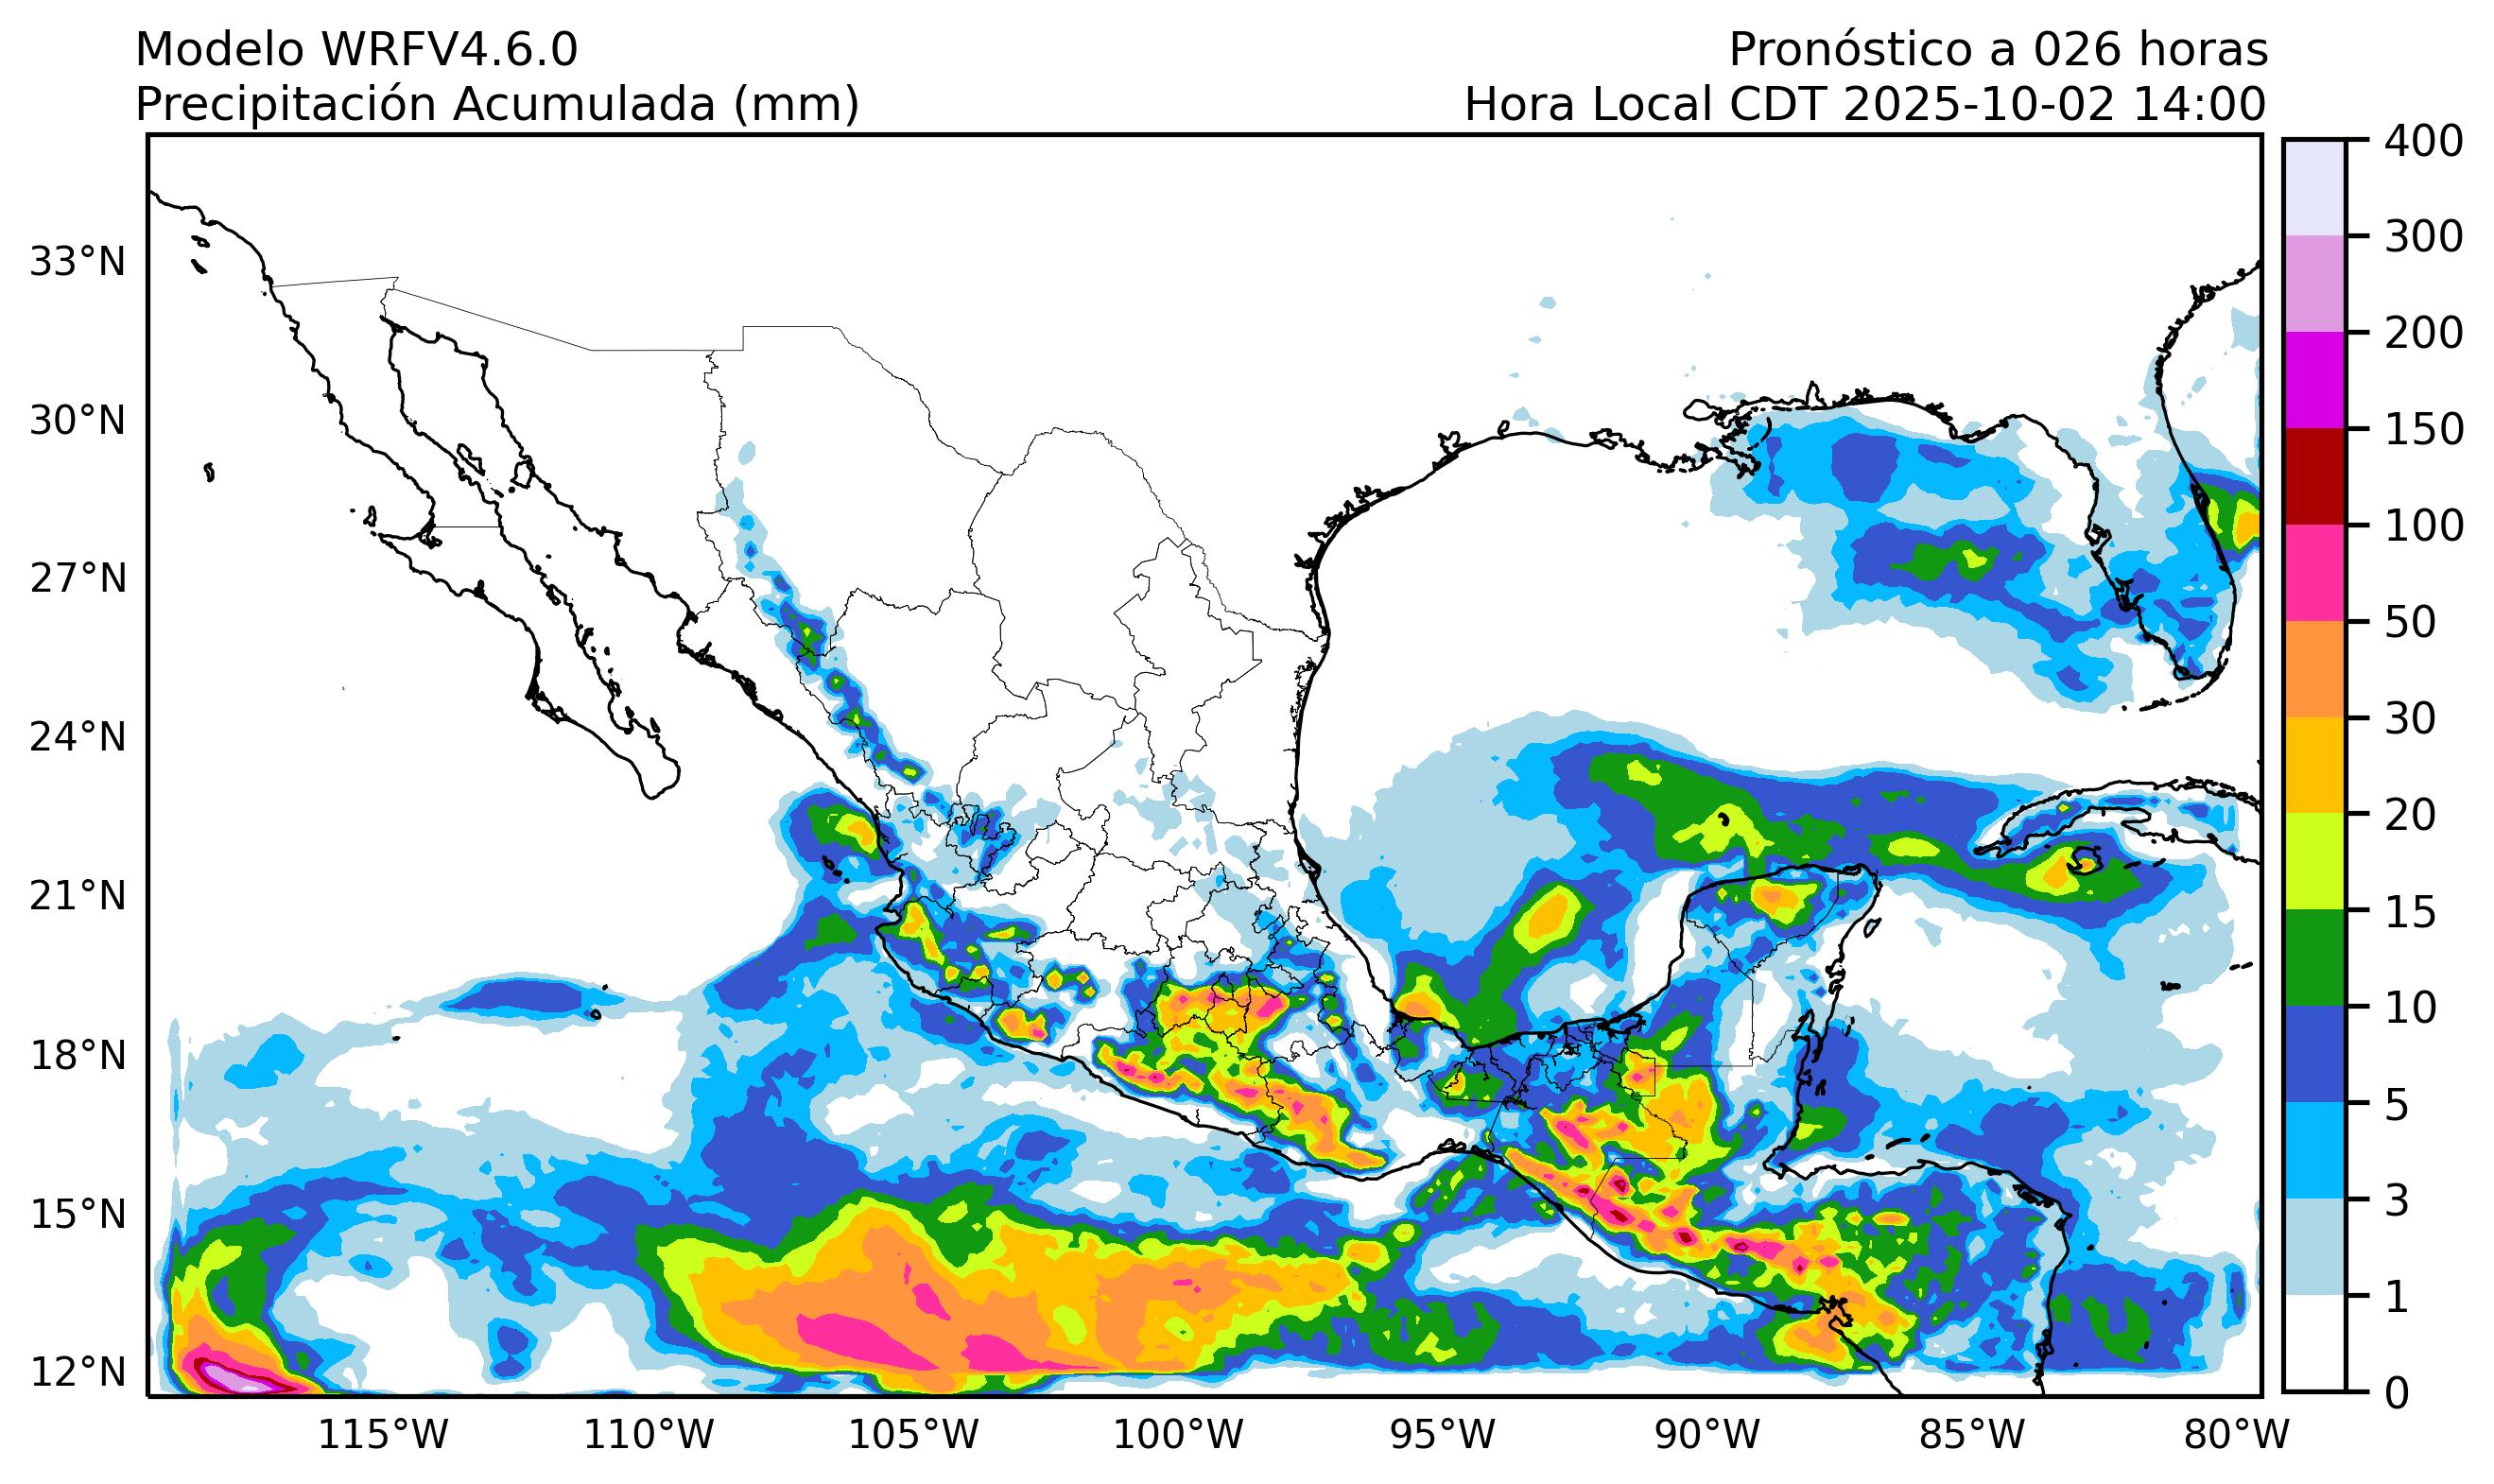 Modelo WRFV4.6.0
Pronóstico a 026 horas
Precipitación Acumulada (mm)
Hora Local CDT 2025-10-02 14:00
33°N
30°N
27°N
24°N
21°N
18°N
15°N
12°N
115°W
110°W
105°W
100°W
95°W
90°W
85°W
80°W
400
300
200
150
100
50
30
20
15
10
5
3
1
0